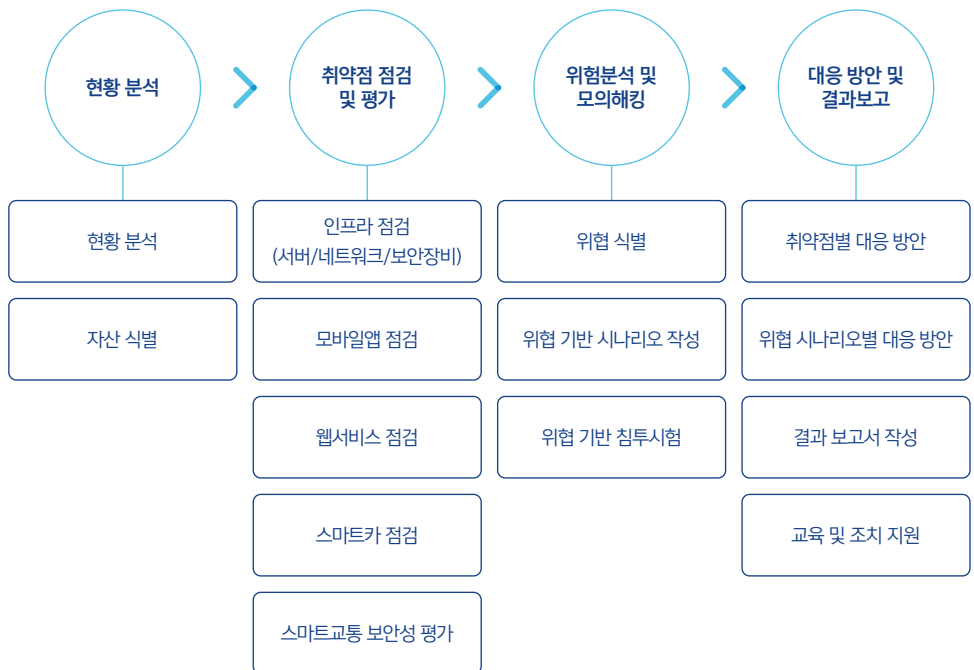 현황 분석
취약점 점검
및 평가
위험분석 및
모의해킹
대응 방안 및
결과보고
현황 분석
자산 식별
인프라 점검
(서버/네트워크/보안장비)
모바일앱 점검
웹서비스 점검
스마트카 점검
스마트교통 보안성 평가
위협 식별
위협 기반 시나리오 작성
위협 기반 침투시험
취약점별 대응 방안
위협 시나리오별 대응 방안
결과 보고서 작성
교육 및 조치 지원